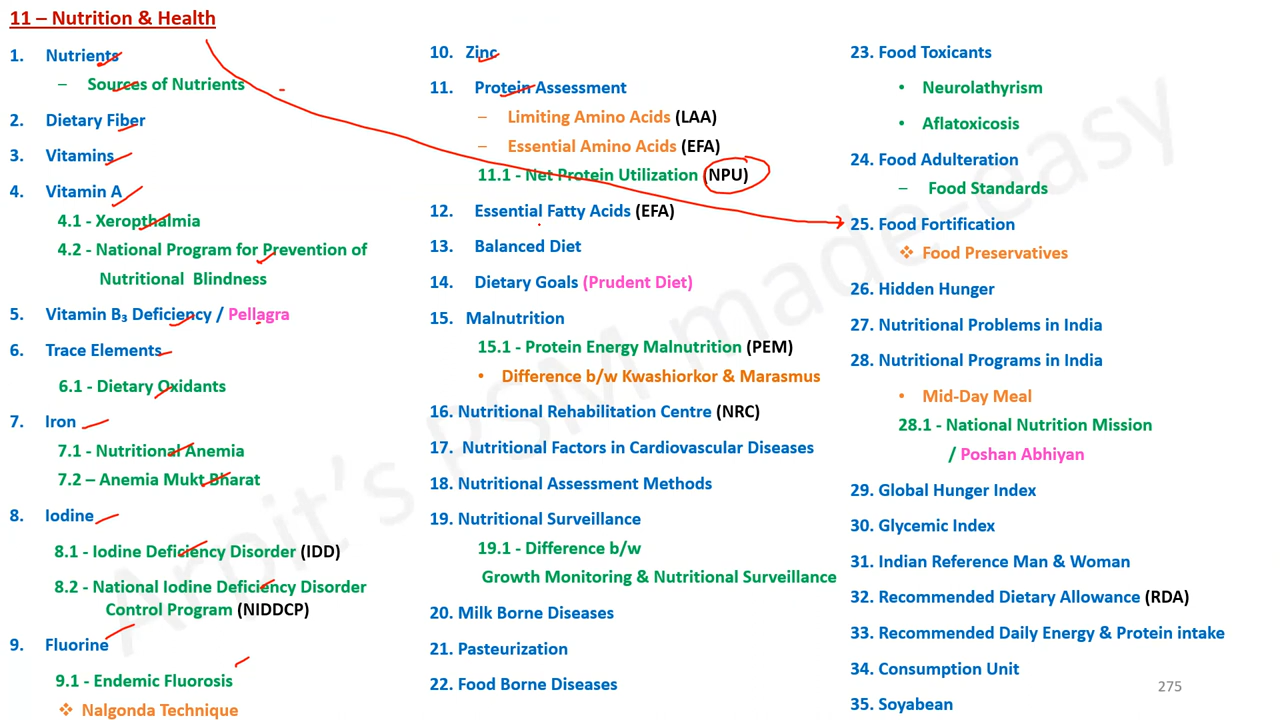 11 – Nutrition & Health
1. Nutrients
– Sources of Nutrients
2. Dietary Fiber
3. Vitamins
4. Vitamin A
4.1 - Xeropthalmia
4.2 - National Program for Prevention of
Nutritional Blindness
5. Vitamin B₃ Deficiency / Pellagra
6. Trace Elements
6.1 - Dietary Oxidants
7. Iron
7.1 - Nutritional Anemia
7.2 – Anemia Mukt Bharat
8. Iodine
8.1 - Iodine Deficiency Disorder (IDD)
8.2 - National Iodine Deficiency Disorder
Control Program (NIDDCP)
9. Fluorine
9.1 - Endemic Fluorosis
❖ Nalgonda Technique
10. Zinc
11. Protein Assessment
– Limiting Amino Acids (LAA)
– Essential Amino Acids (EFA)
11.1 - Net Protein Utilization (NPU)
12. Essential Fatty Acids (EFA)
13. Balanced Diet
14. Dietary Goals (Prudent Diet)
15. Malnutrition
15.1 - Protein Energy Malnutrition (PEM)
• Difference b/w Kwashiorkor & Marasmus
16. Nutritional Rehabilitation Centre (NRC)
17. Nutritional Factors in Cardiovascular Diseases
18. Nutritional Assessment Methods
19. Nutritional Surveillance
19.1 - Difference b/w
Growth Monitoring & Nutritional Surveillance
20. Milk Borne Diseases
21. Pasteurization
22. Food Borne Diseases
23. Food Toxicants
• Neurolathyrism
• Aflatoxicosis
24. Food Adulteration
– Food Standards
25. Food Fortification
❖ Food Preservatives
26. Hidden Hunger
27. Nutritional Problems in India
28. Nutritional Programs in India
• Mid-Day Meal
28.1 - National Nutrition Mission
/ Poshan Abhiyan
29. Global Hunger Index
30. Glycemic Index
31. Indian Reference Man & Woman
32. Recommended Dietary Allowance (RDA)
33. Recommended Daily Energy & Protein intake
34. Consumption Unit
35. Soyabean
275
Arpit's PSM made-easy